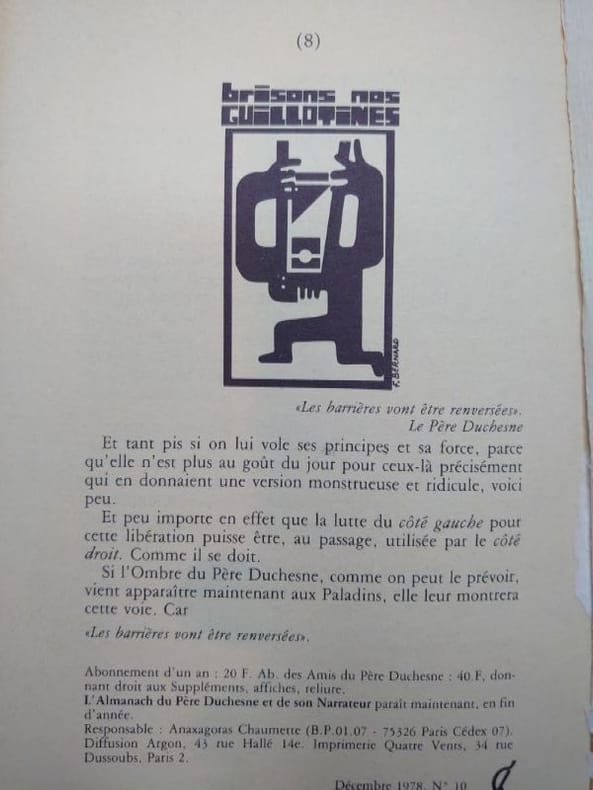 (8)
brisons nos
GUILLOTINES
F. BERNARD
«Les barrières vont être renversées».
Le Père Duchesne
Et tant pis si on lui vole ses principes et sa force, parce
qu'elle n'est plus au goût du jour pour ceux-là précisément
qui en donnaient une version monstrueuse et ridicule, voici
peu.
Et peu importe en effet que la lutte du côté gauche pour
cette libération puisse être, au passage, utilisée par le côté
droit. Comme il se doit.
Si l'Ombre du Père Duchesne, comme on peut le prévoir,
vient apparaître maintenant aux Paladins, elle leur montrera
cette voie. Car
«Les barrières vont être renversées».
Abonnement d'un an : 20 F. Ab. des Amis du Père Duchesne : 40 F, don-
nant droit aux Suppléments, affiches, reliure.
L'Almanach du Père Duchesne et de son Narrateur paraît maintenant, en fin
d'année.
Responsable : Anaxagoras Chaumette (B.P.01.07 - 75326 Paris Cédex 07).
Diffusion Argon, 43 rue Hallé 14e. Imprimerie Quatre Vents, 34 rue
Dussoubs, Paris 2.
Décembre 1978. N° 10